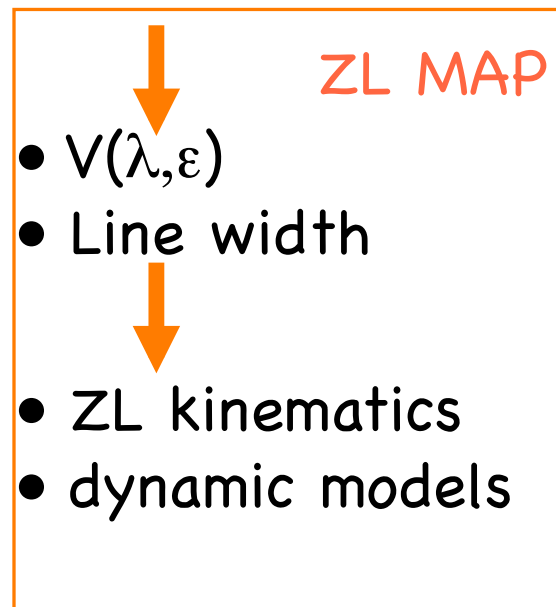 ZL MAP
• V(λ,ε)
• Line width
• ZL kinematics
• dynamic models